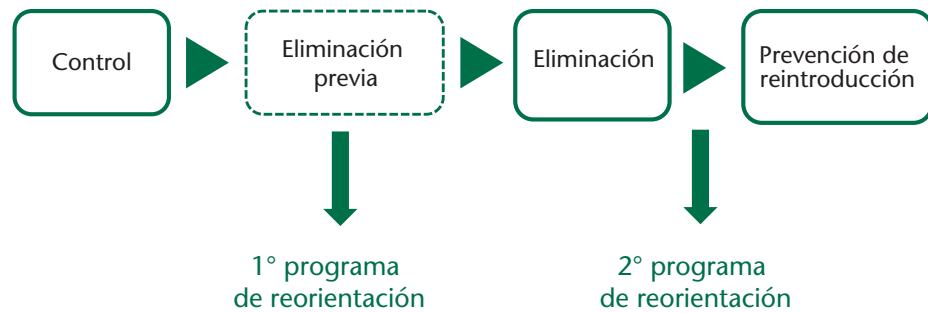 Control
Eliminación
previa
Eliminación
Prevención de
reintroducción
1° programa
de reorientación
2° programa
de reorientación